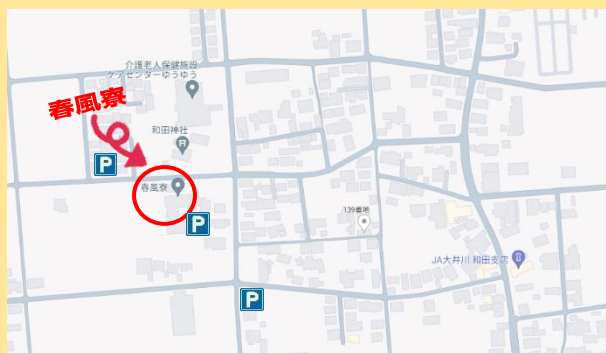 介護老人保健施設
ケアセンターゆうゆう
春風寮
和田神社
P
春風寮
P
139番地
JA大井川 和田支店
P